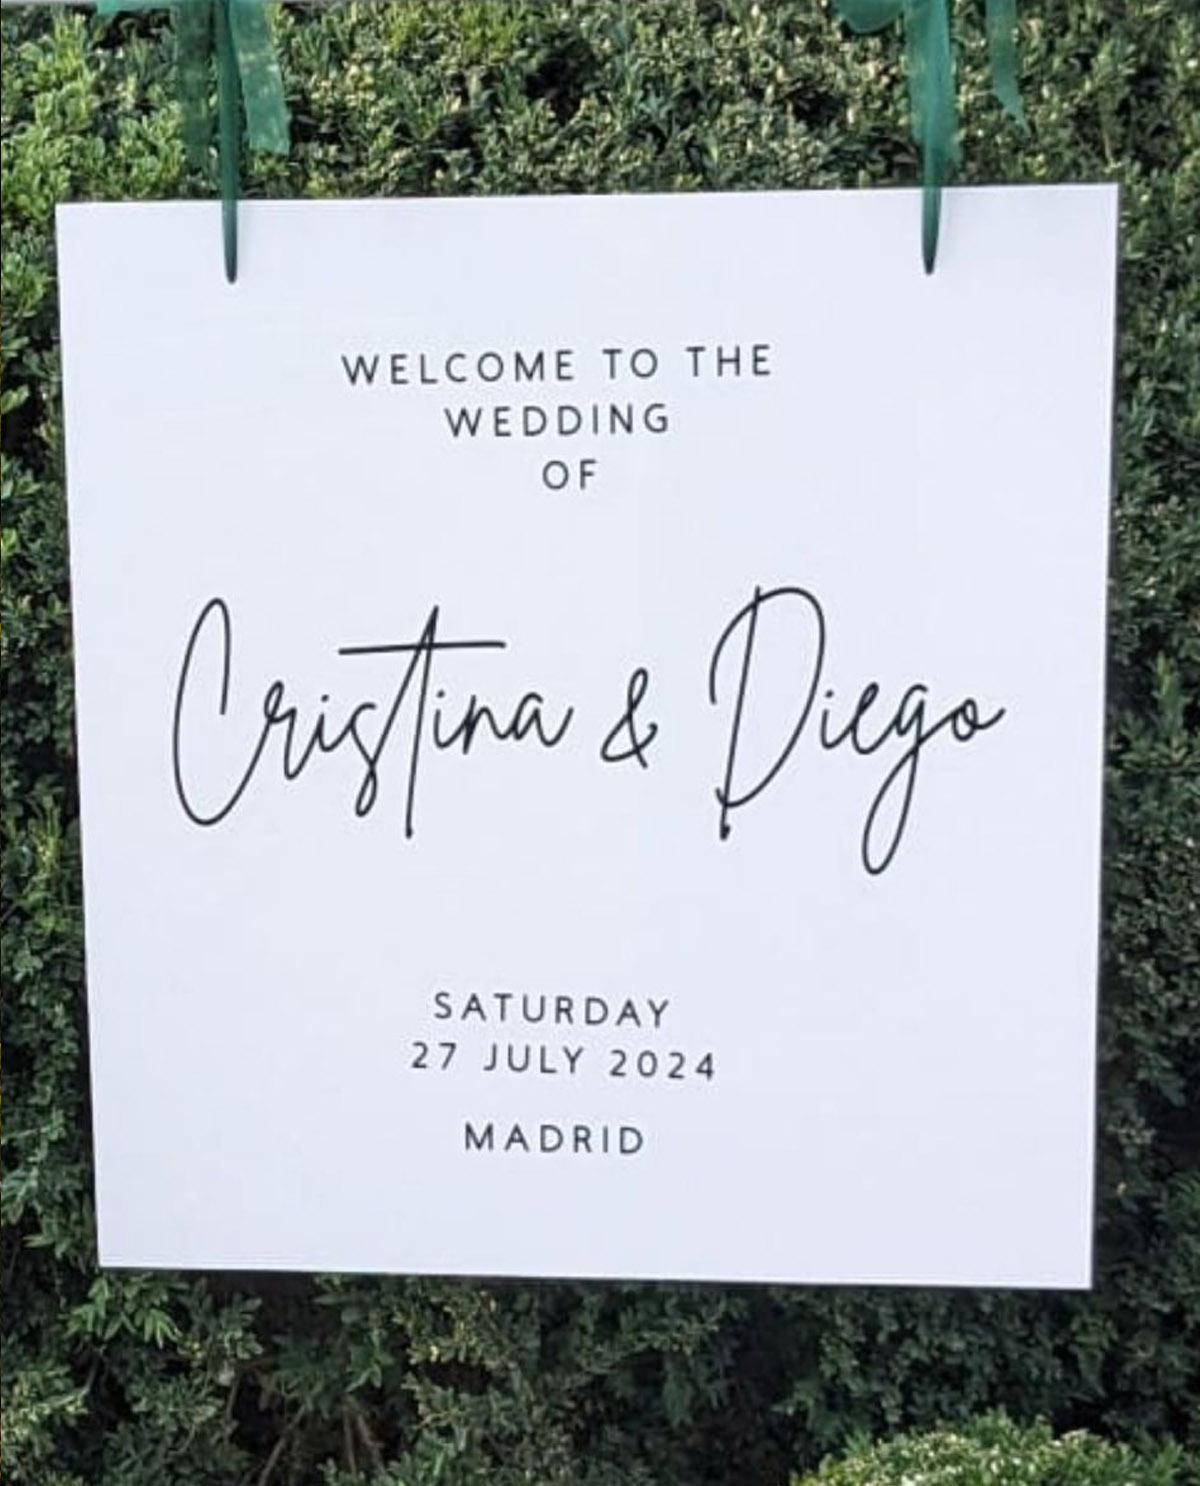 WELCOME TO THE
WEDDING
OF
Cristina & Diego
SATURDAY
27 JULY 2024
MADRID